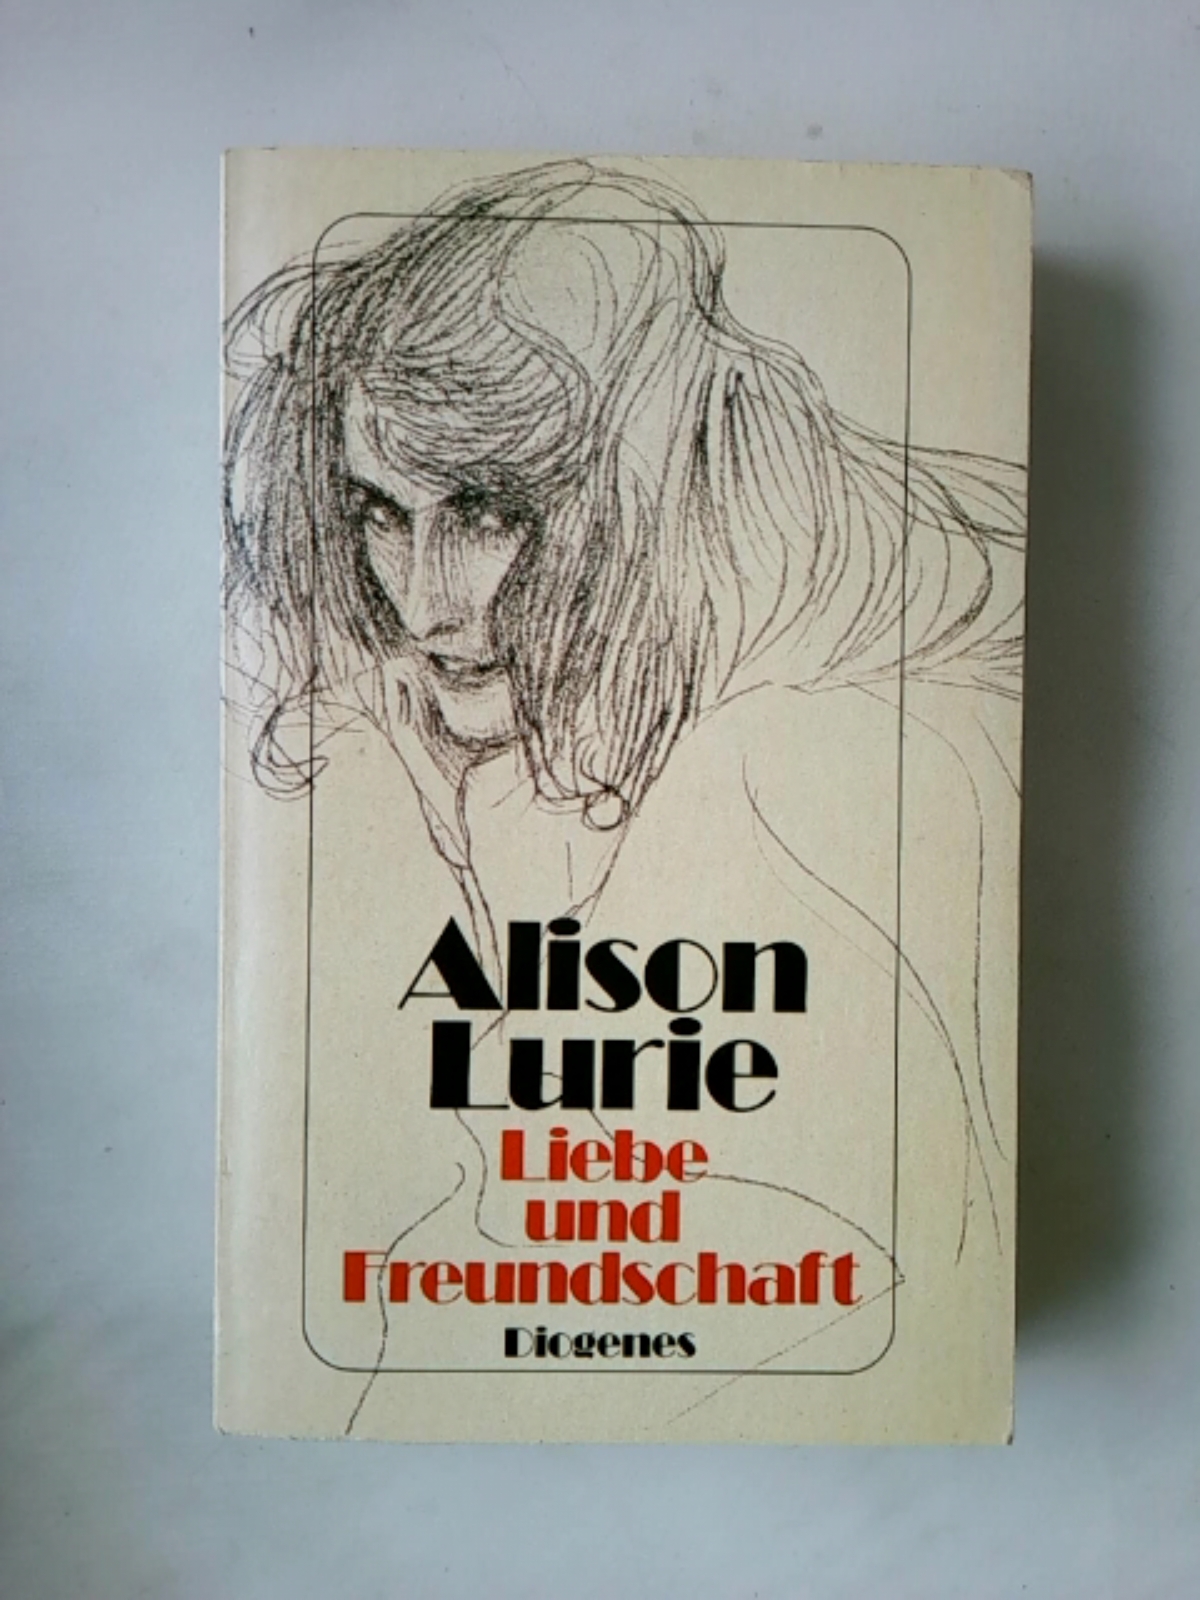 Alison
Lurie
Liebe
und
Freundschaft
Diogenes